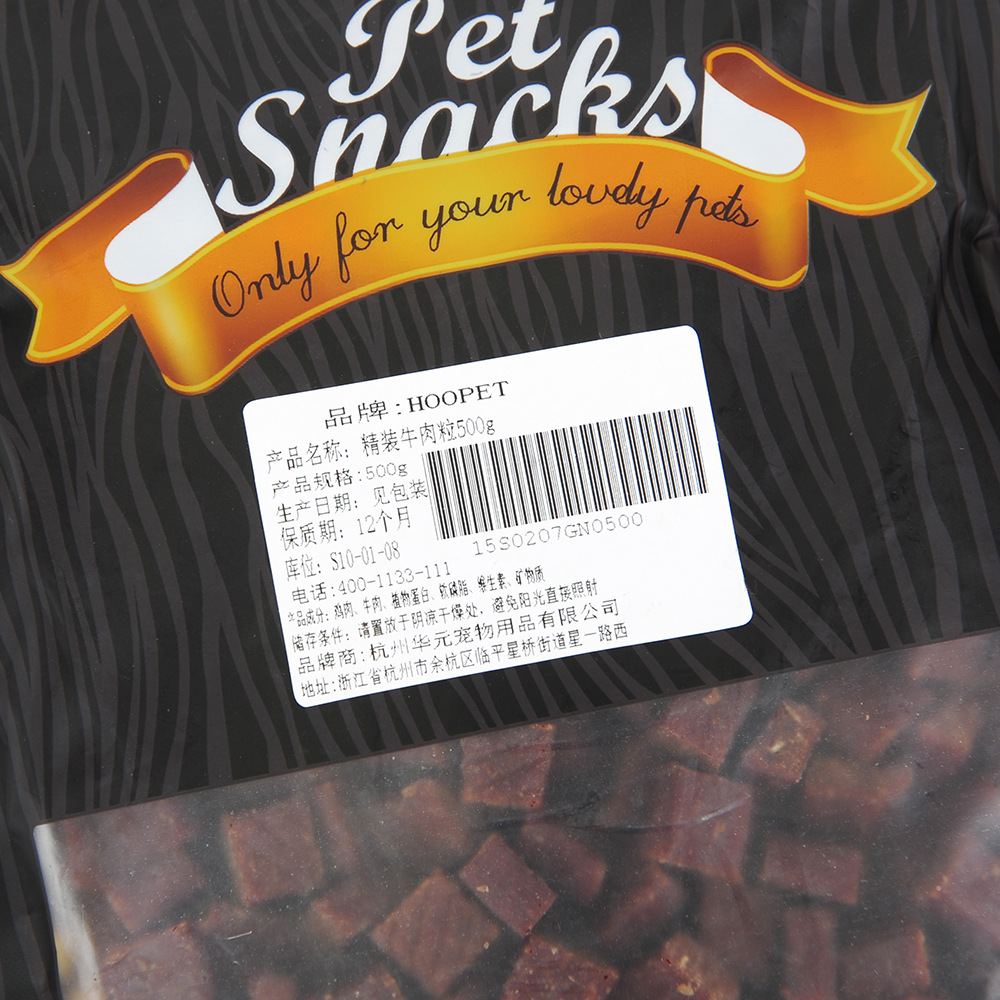 Pet
Snacks
Only for your lovely pets
品牌:HOOPET
产品名称:精装牛肉粒500g
产品规格:500g
生产日期:见包装
保质期:12个月
库位:S10-01-08
15S0207GN0500
电话:400-1133-111
产品成分:鸡肉、牛肉、植物蛋白、软磷脂、维生素、矿物质
储存条件:请置放于阴凉干燥处,避免阳光直接照射
品牌商:杭州华元宠物用品有限公司
地址:浙江省杭州市余杭区临平星桥街道星一路西